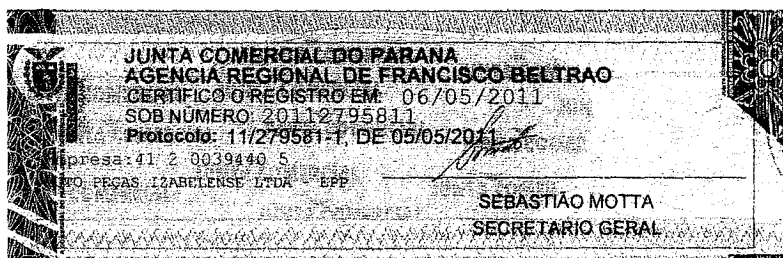 JUNTA COMERCIAL DO PARANA
AGENCIA REGIONAL DE FRANCISCO BELTRAO
CERTIFICO O REGISTRO EM: 06/05/2011
SOB NÚMERO: 20112795811
Protocolo: 11/279581-1, DE 05/05/2011
presa:41 2 0039440 5
TO PEÇAS IZABELENSE LTDA - EPP
SEBASTIÃO MOTTA
SECRETARIO GERAL